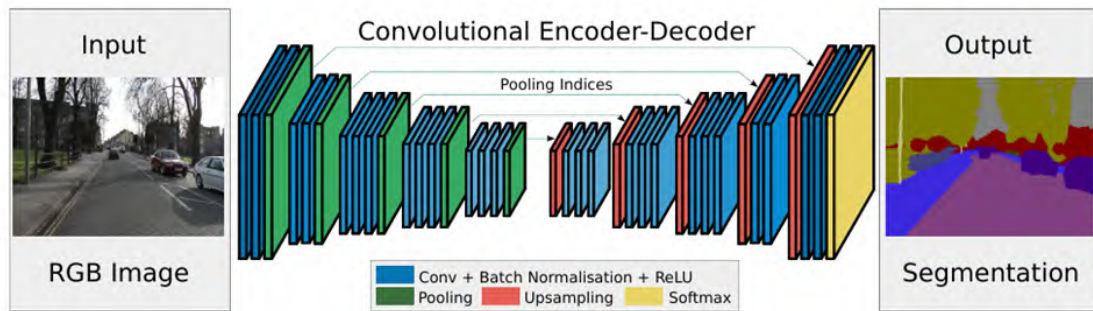 Input
RGB Image
Convolutional Encoder-Decoder
Pooling Indices
Conv + Batch Normalisation + ReLU
Pooling Upsampling Softmax
Output
Segmentation